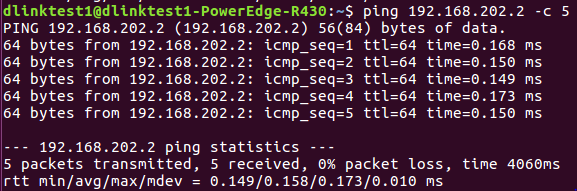 dlinktest1@dlinktest1-PowerEdge-R430:~$ ping 192.168.202.2 -c 5
PING 192.168.202.2 (192.168.202.2) 56(84) bytes of data.
64 bytes from 192.168.202.2: icmp_seq=1 ttl=64 time=0.168 ms
64 bytes from 192.168.202.2: icmp_seq=2 ttl=64 time=0.150 ms
64 bytes from 192.168.202.2: icmp_seq=3 ttl=64 time=0.149 ms
64 bytes from 192.168.202.2: icmp_seq=4 ttl=64 time=0.173 ms
64 bytes from 192.168.202.2: icmp_seq=5 ttl=64 time=0.150 ms

--- 192.168.202.2 ping statistics ---
5 packets transmitted, 5 received, 0% packet loss, time 4060ms
rtt min/avg/max/mdev = 0.149/0.158/0.173/0.010 ms